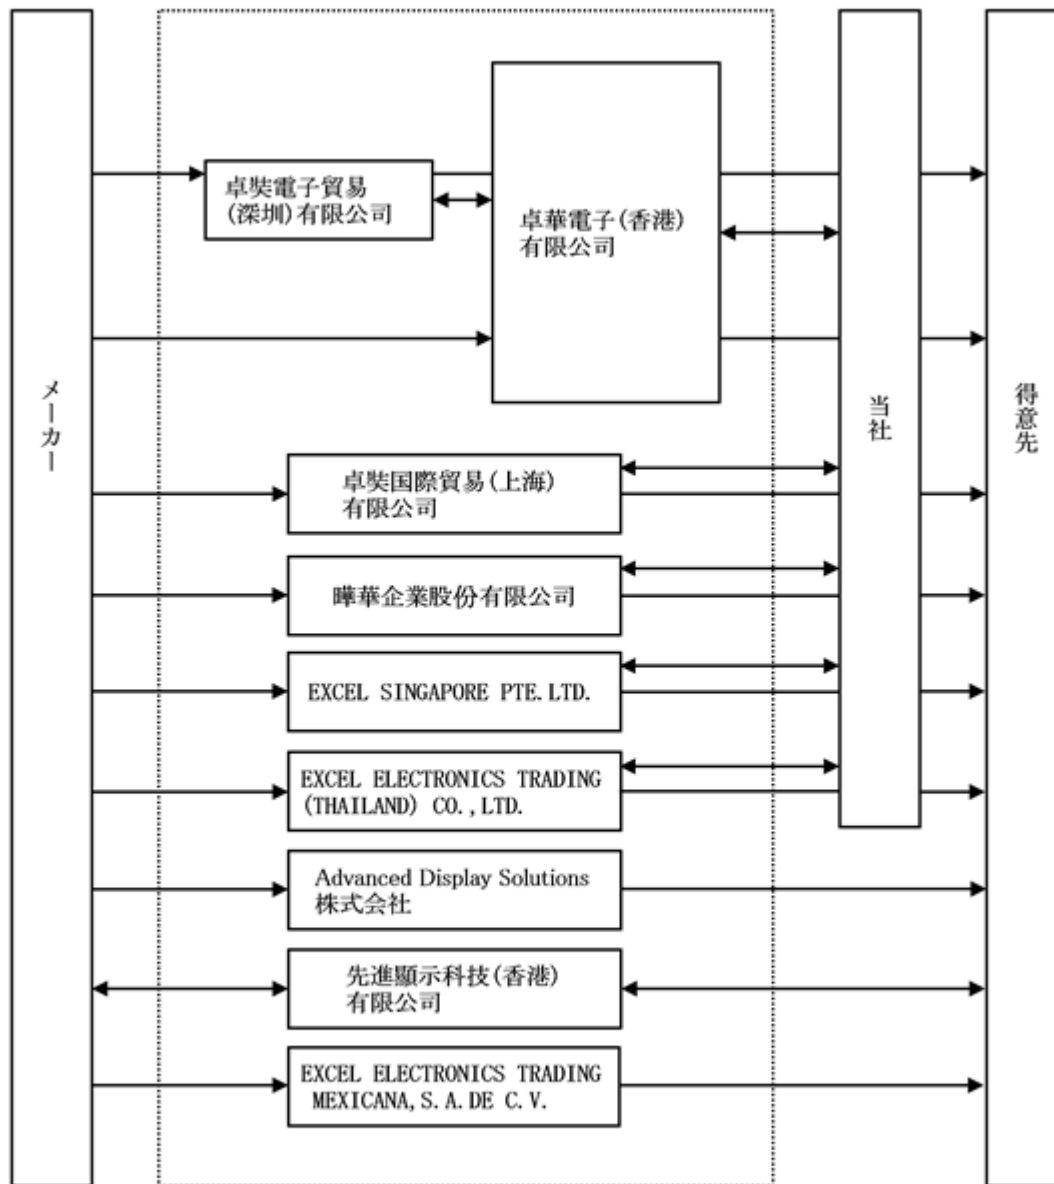 メーカー
卓奘電子貿易
(深圳)有限公司
卓華電子(香港)
有限公司
卓奘国際貿易(上海)
有限公司
曄華企業股份有限公司
EXCEL SINGAPORE PTE.LTD.
EXCEL ELECTRONICS TRADING
(THAILAND) CO.,LTD.
Advanced Display Solutions
株式会社
先進顯示科技(香港)
有限公司
EXCEL ELECTRONICS TRADING
MEXICANA,S.A.DE C.V.
当社
得意先